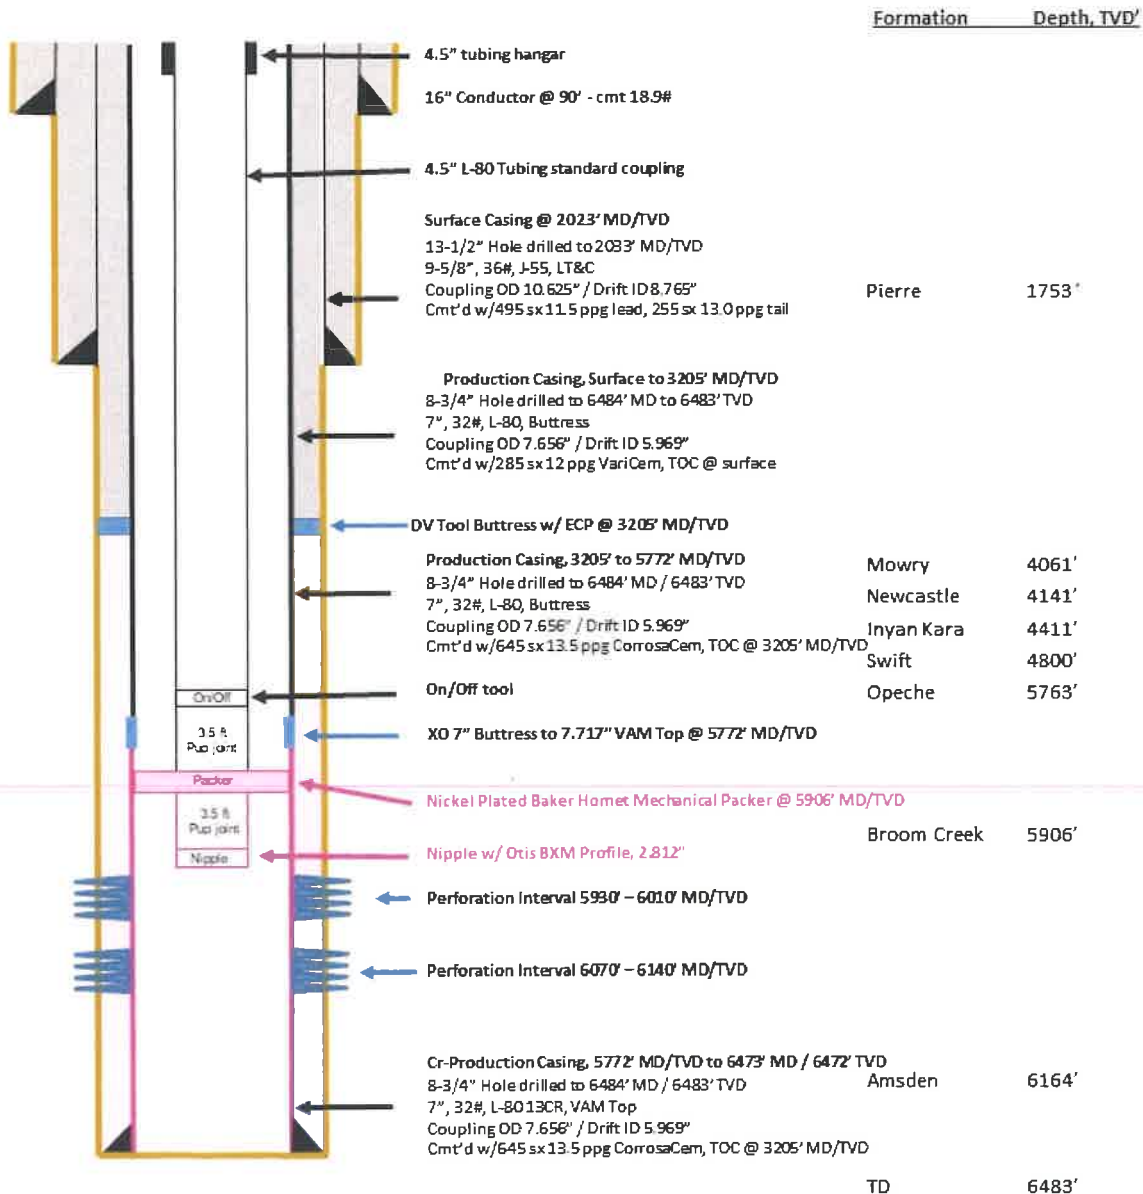 Formation Depth, TVD'
4.5" tubing hangar
16" Conductor @ 90' - cmt 18.9#
4.5" L-80 Tubing standard coupling
Surface Casing @ 2023' MD/TVD
13-1/2" Hole drilled to 2033' MD/TVD
9-5/8", 36#, J-55, LT&C
Coupling OD 10.625" / Drift ID 8.765"
Cmt'd w/495 sx 11.5 ppg lead, 255 sx 13.0 ppg tail
Pierre 1753'
Production Casing, Surface to 3205' MD/TVD
8-3/4" Hole drilled to 6484' MD to 6483' TVD
7", 32#, L-80, Buttress
Coupling OD 7.656" / Drift ID 5.969"
Cmt'd w/285 sx 12 ppg VariCem, TOC @ surface
DV Tool Buttress w/ ECP @ 3205' MD/TVD
Production Casing, 3205' to 5772' MD/TVD
8-3/4" Hole drilled to 6484' MD / 6483' TVD
7", 32#, L-80, Buttress
Coupling OD 7.656" / Drift ID 5.969"
Cmt'd w/645 sx 13.5 ppg CorrosaCem, TOC @ 3205' MD/TVD
Mowry 4061'
Newcastle 4141'
Inyan Kara 4411'
Swift 4800'
Opeche 5763'
On/Off
On/Off tool
3.5 ft
Pup joint
XO 7" Buttress to 7.717" VAM Top @ 5772' MD/TVD
Packer
Nickel Plated Baker Hornet Mechanical Packer @ 5906' MD/TVD
3.5 ft
Pup joint
Broom Creek 5906'
Nipple
Nipple w/ Otis BXM Profile, 2.812"
Perforation Interval 5930' – 6010' MD/TVD
Perforation Interval 6070' – 6140' MD/TVD
Cr-Production Casing, 5772' MD/TVD to 6473' MD / 6472' TVD
8-3/4" Hole drilled to 6484' MD / 6483' TVD
7", 32#, L-80 13CR, VAM Top
Coupling OD 7.656" / Drift ID 5.969"
Cmt'd w/645 sx 13.5 ppg CorrosaCem, TOC @ 3205' MD/TVD
Amsden 6164'
TD 6483'